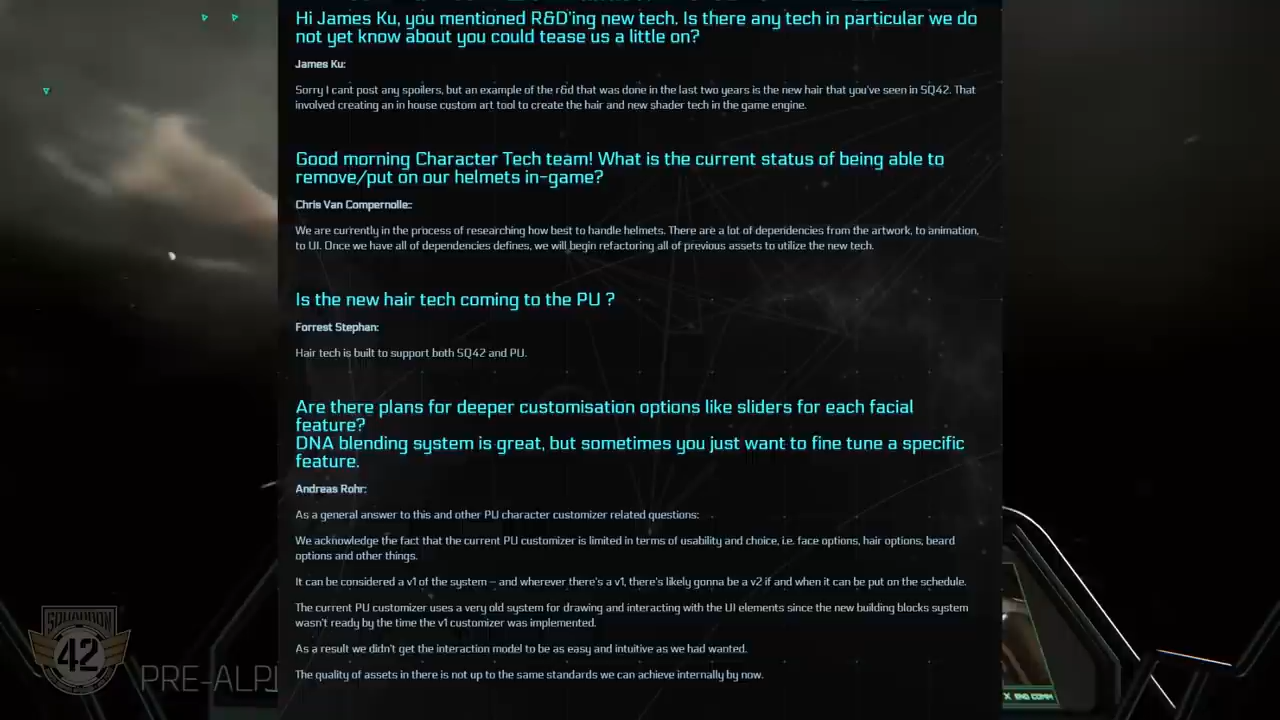 Hi James Ku, you mentioned R&D'ing new tech. Is there any tech in particular we do
not yet know about you could tease us a little on?
James Ku:
Sorry I cant post any spoilers, but an example of the r&d that was done in the last two years is the new hair that you've seen in SQ42. That
involved creating an in house custom art tool to create the hair and new shader tech in the game engine.
Good morning Character Tech team! What is the current status of being able to
remove/put on our helmets in-game?
Chris Van Compernolle::
We are currently in the process of researching how best to handle helmets. There are a lot of dependencies from the artwork, to animation,
to UI. Once we have all of dependencies defines, we will begin refactoring all of previous assets to utilize the new tech.
Is the new hair tech coming to the PU ?
Forrest Stephan:
Hair tech is built to support both SQ42 and PU.
Are there plans for deeper customisation options like sliders for each facial
feature?
DNA blending system is great, but sometimes you just want to fine tune a specific
feature.
Andreas Rohr:
As a general answer to this and other PU character customizer related questions:
We acknowledge the fact that the current PU customizer is limited in terms of usability and choice, i.e. face options, hair options, beard
options and other things.
It can be considered a v1 of the system – and wherever there's a v1, there's likely gonna be a v2 if and when it can be put on the schedule.
The current PU customizer uses a very old system for drawing and interacting with the UI elements since the new building blocks system
wasn't ready by the time the v1 customizer was implemented.
As a result we didn't get the interaction model to be as easy and intuitive as we had wanted.
The quality of assets in there is not up to the same standards we can achieve internally by now.
SQUADRON
42
PRE-ALP
X END COMM